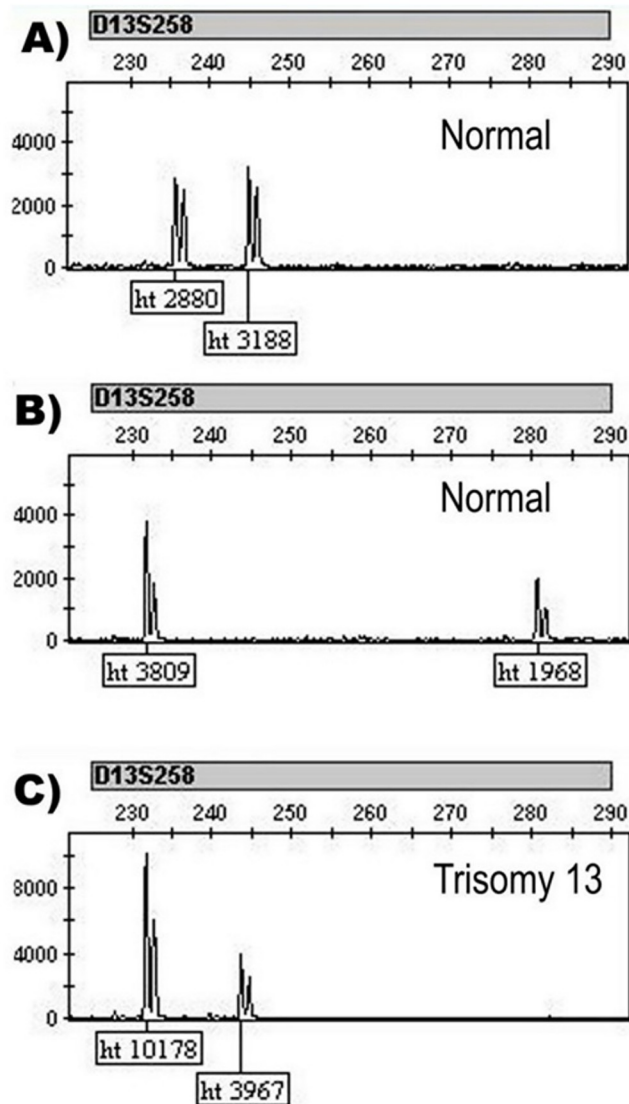 A)
D13S258
230 240 250 260 270 280 290
Normal
4000
2000
0
ht 2880
ht 3188
B)
D13S258
230 240 250 260 270 280 290
Normal
4000
2000
0
ht 3809 ht 1968
C)
D13S258
230 240 250 260 270 280 290
Trisomy 13
8000
4000
0
ht 10178
ht 3967